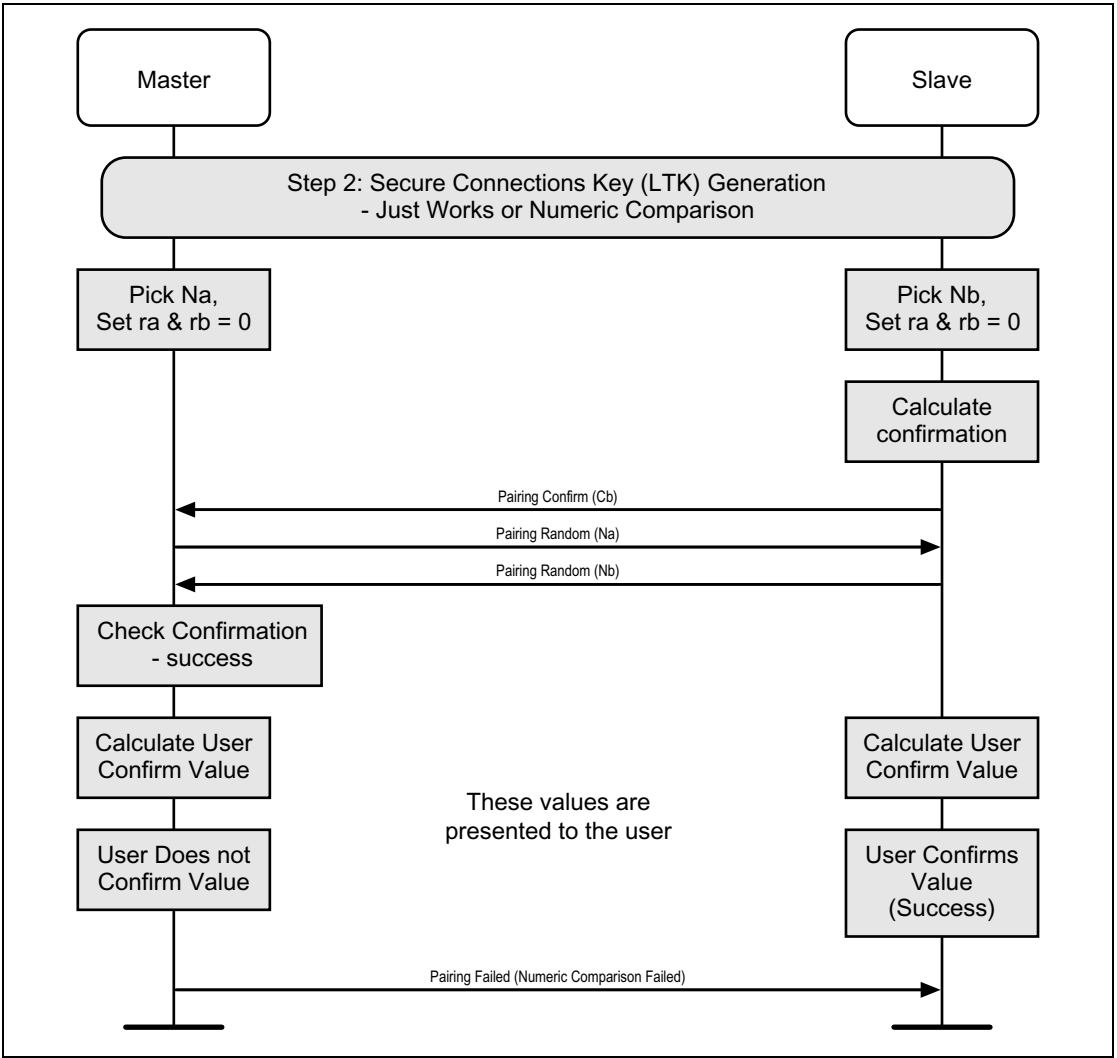 Master
Slave
Step 2: Secure Connections Key (LTK) Generation
- Just Works or Numeric Comparison
Pick Na,
Set ra & rb = 0
Pick Nb,
Set ra & rb = 0
Calculate
confirmation
Pairing Confirm (Cb)
Pairing Random (Na)
Pairing Random (Nb)
Check Confirmation
- success
Calculate User
Confirm Value
Calculate User
Confirm Value
These values are
presented to the user
User Does not
Confirm Value
User Confirms
Value
(Success)
Pairing Failed (Numeric Comparison Failed)